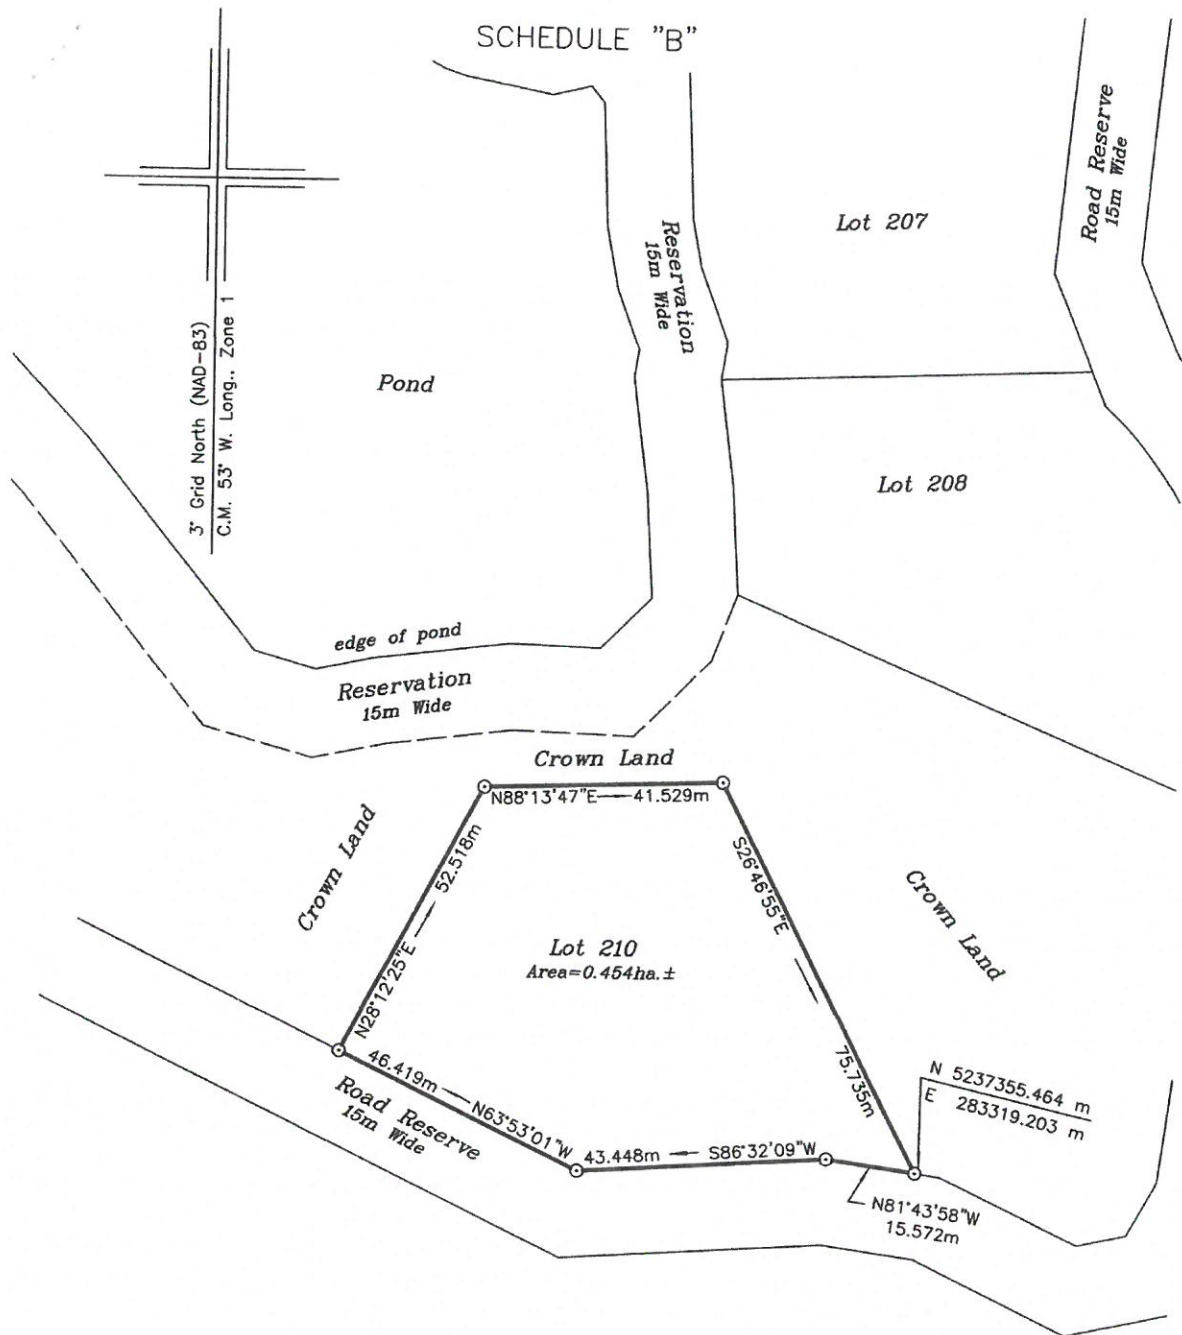 SCHEDULE "B"
3° Grid North (NAD-83)
C.M. 53° W. Long.. Zone 1
Pond
Reservation
15m Wide
Lot 207
Road Reserve
15m Wide
Lot 208
edge of pond
Reservation
15m Wide
Crown Land
N88°13'47"E 41.529m
Crown Land
N28°12'25"E 52.518m
S26°46'55"E 75.735m
Crown Land
Lot 210
Area=0.454ha.±
46.419m N63°53'01"W
Road Reserve
15m Wide
43.448m S86°32'09"W
N 5237355.464 m
E 283319.203 m
N81°43'58"W
15.572m